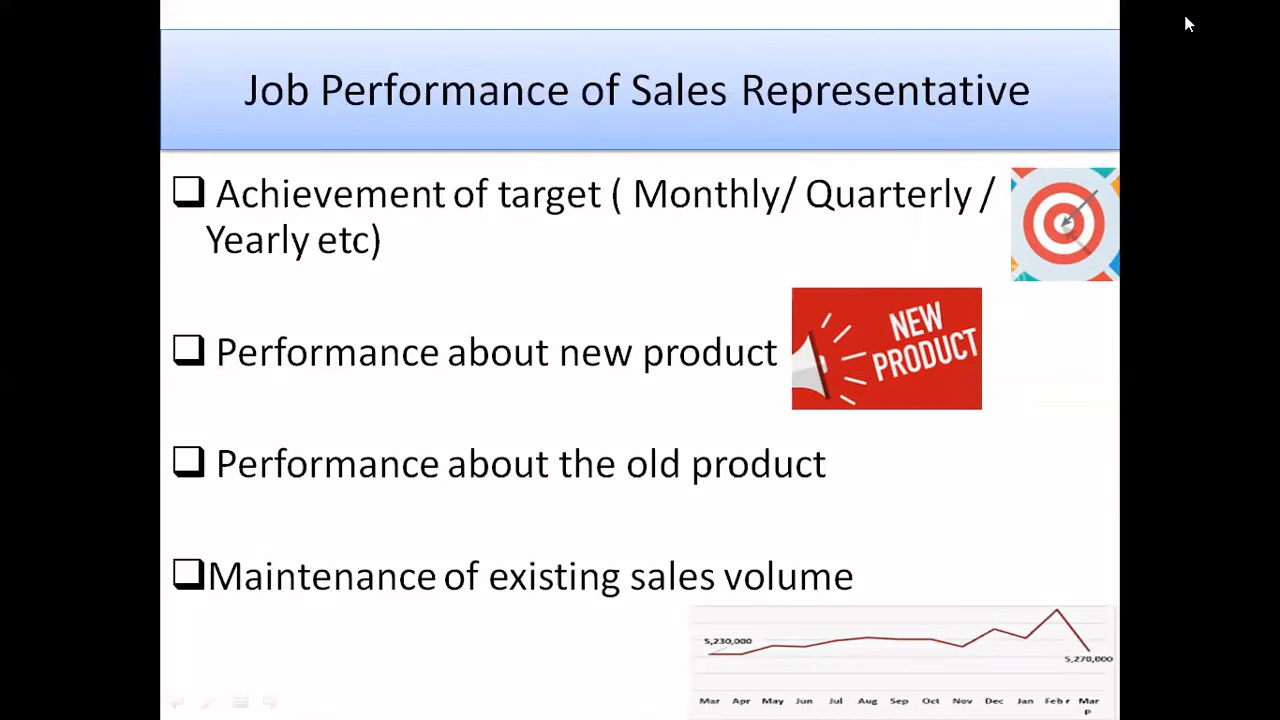 Job Performance of Sales Representative
❑ Achievement of target ( Monthly/ Quarterly /
Yearly etc)
NEW
PRODUCT
❑ Performance about new product
❑ Performance about the old product
❑Maintenance of existing sales volume
5,230,000
5,270,000
Mar Apr May Jun Jul Aug Sep Oct Nov Dec Jan Feb r Mar
P